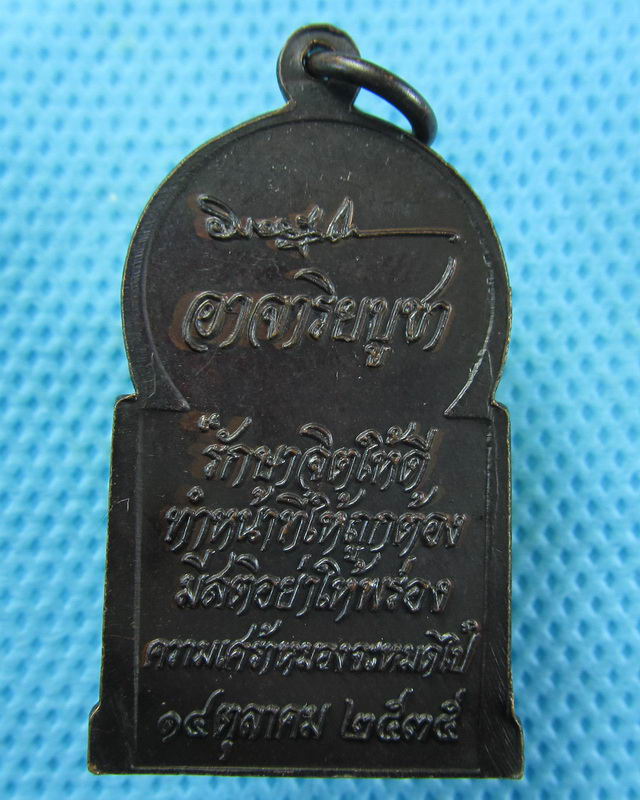 อาจาริยบูชา
"รักษาจิตให้ดี
ทำหน้าที่ให้ถูกต้อง
มีสติอย่าให้พร่อง
ความเศร้าหมองจะหมดไป"
๑๔ ตุลาคม ๒๕๓๕